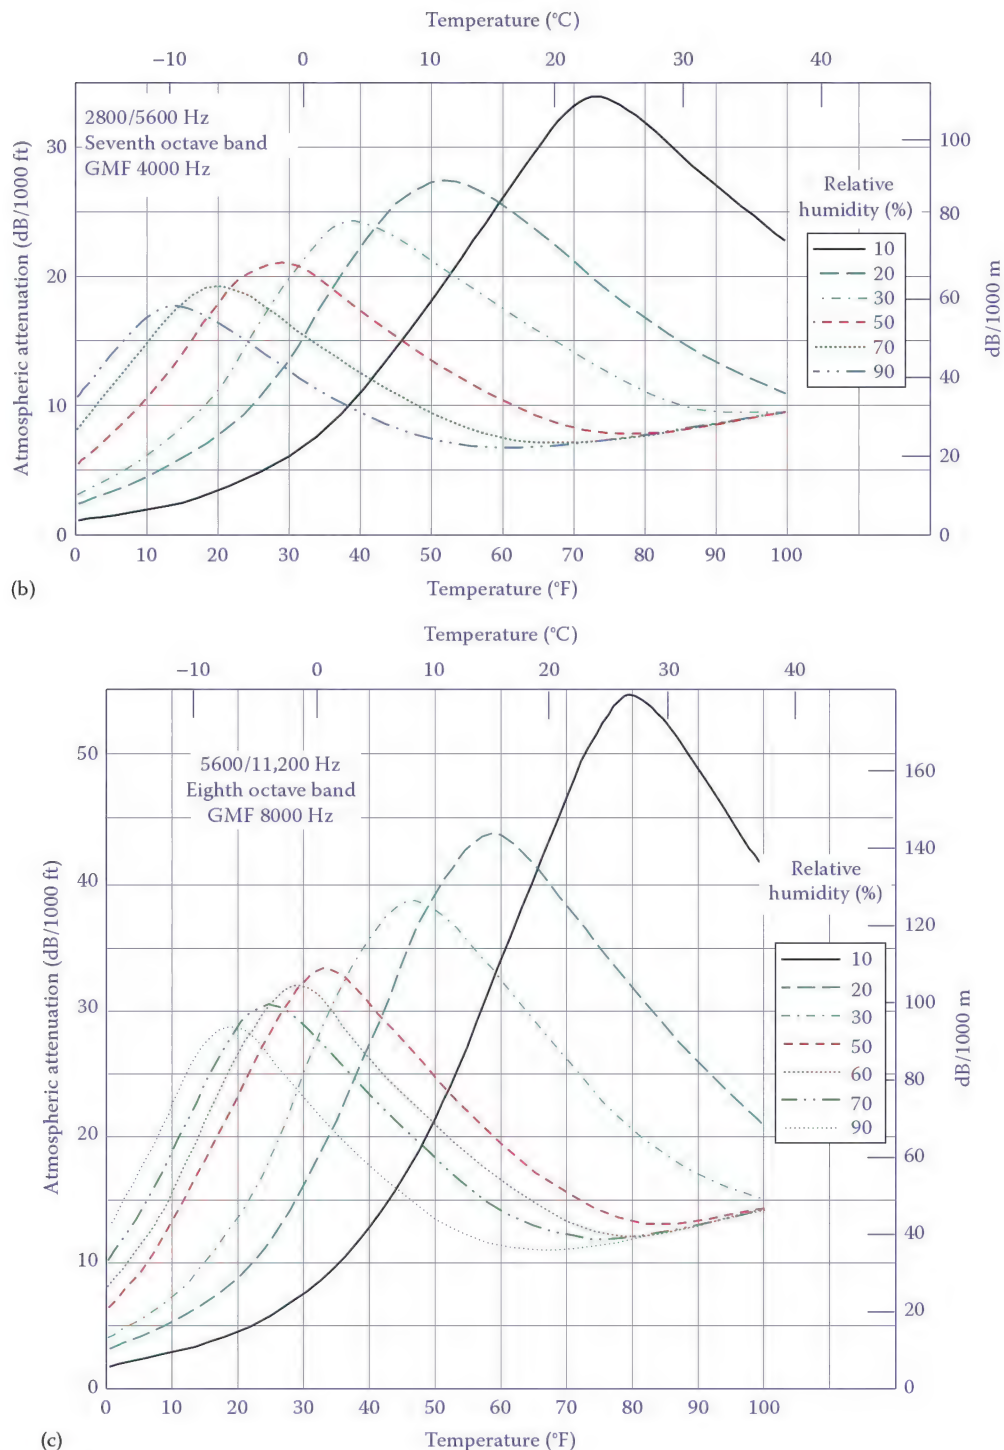 Temperature (°C)
−10 0 10 20 30 40
2800/5600 Hz
Seventh octave band
GMF 4000 Hz
Atmospheric attenuation (dB/1000 ft)
30
20
10
0
100
80
60
40
20
0
dB/1000 m
Relative
humidity (%)
10
20
30
50
70
90
0 10 20 30 40 50 60 70 80 90 100
Temperature (°F)
(b)
Temperature (°C)
−10 0 10 20 30 40
5600/11,200 Hz
Eighth octave band
GMF 8000 Hz
Atmospheric attenuation (dB/1000 ft)
50
40
30
20
10
0
160
140
120
100
80
60
40
20
0
dB/1000 m
Relative
humidity (%)
10
20
30
50
60
70
90
0 10 20 30 40 50 60 70 80 90 100
Temperature (°F)
(c)